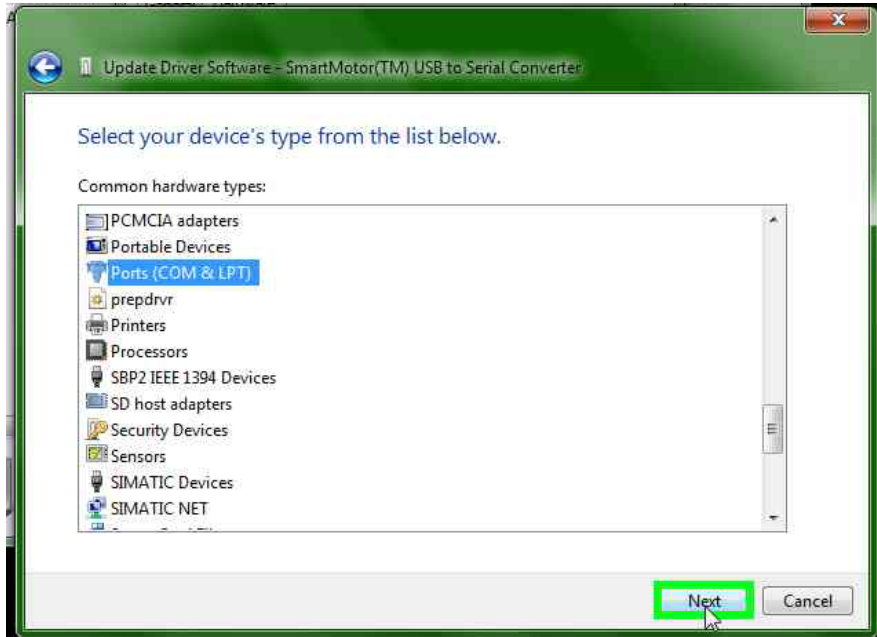 Update Driver Software - SmartMotor(TM) USB to Serial Converter
Select your device's type from the list below.
Common hardware types:
PCMCIA adapters
Portable Devices
Ports (COM & LPT)
prepdrvr
Printers
Processors
SBP2 IEEE 1394 Devices
SD host adapters
Security Devices
Sensors
SIMATIC Devices
SIMATIC NET
Next
Cancel